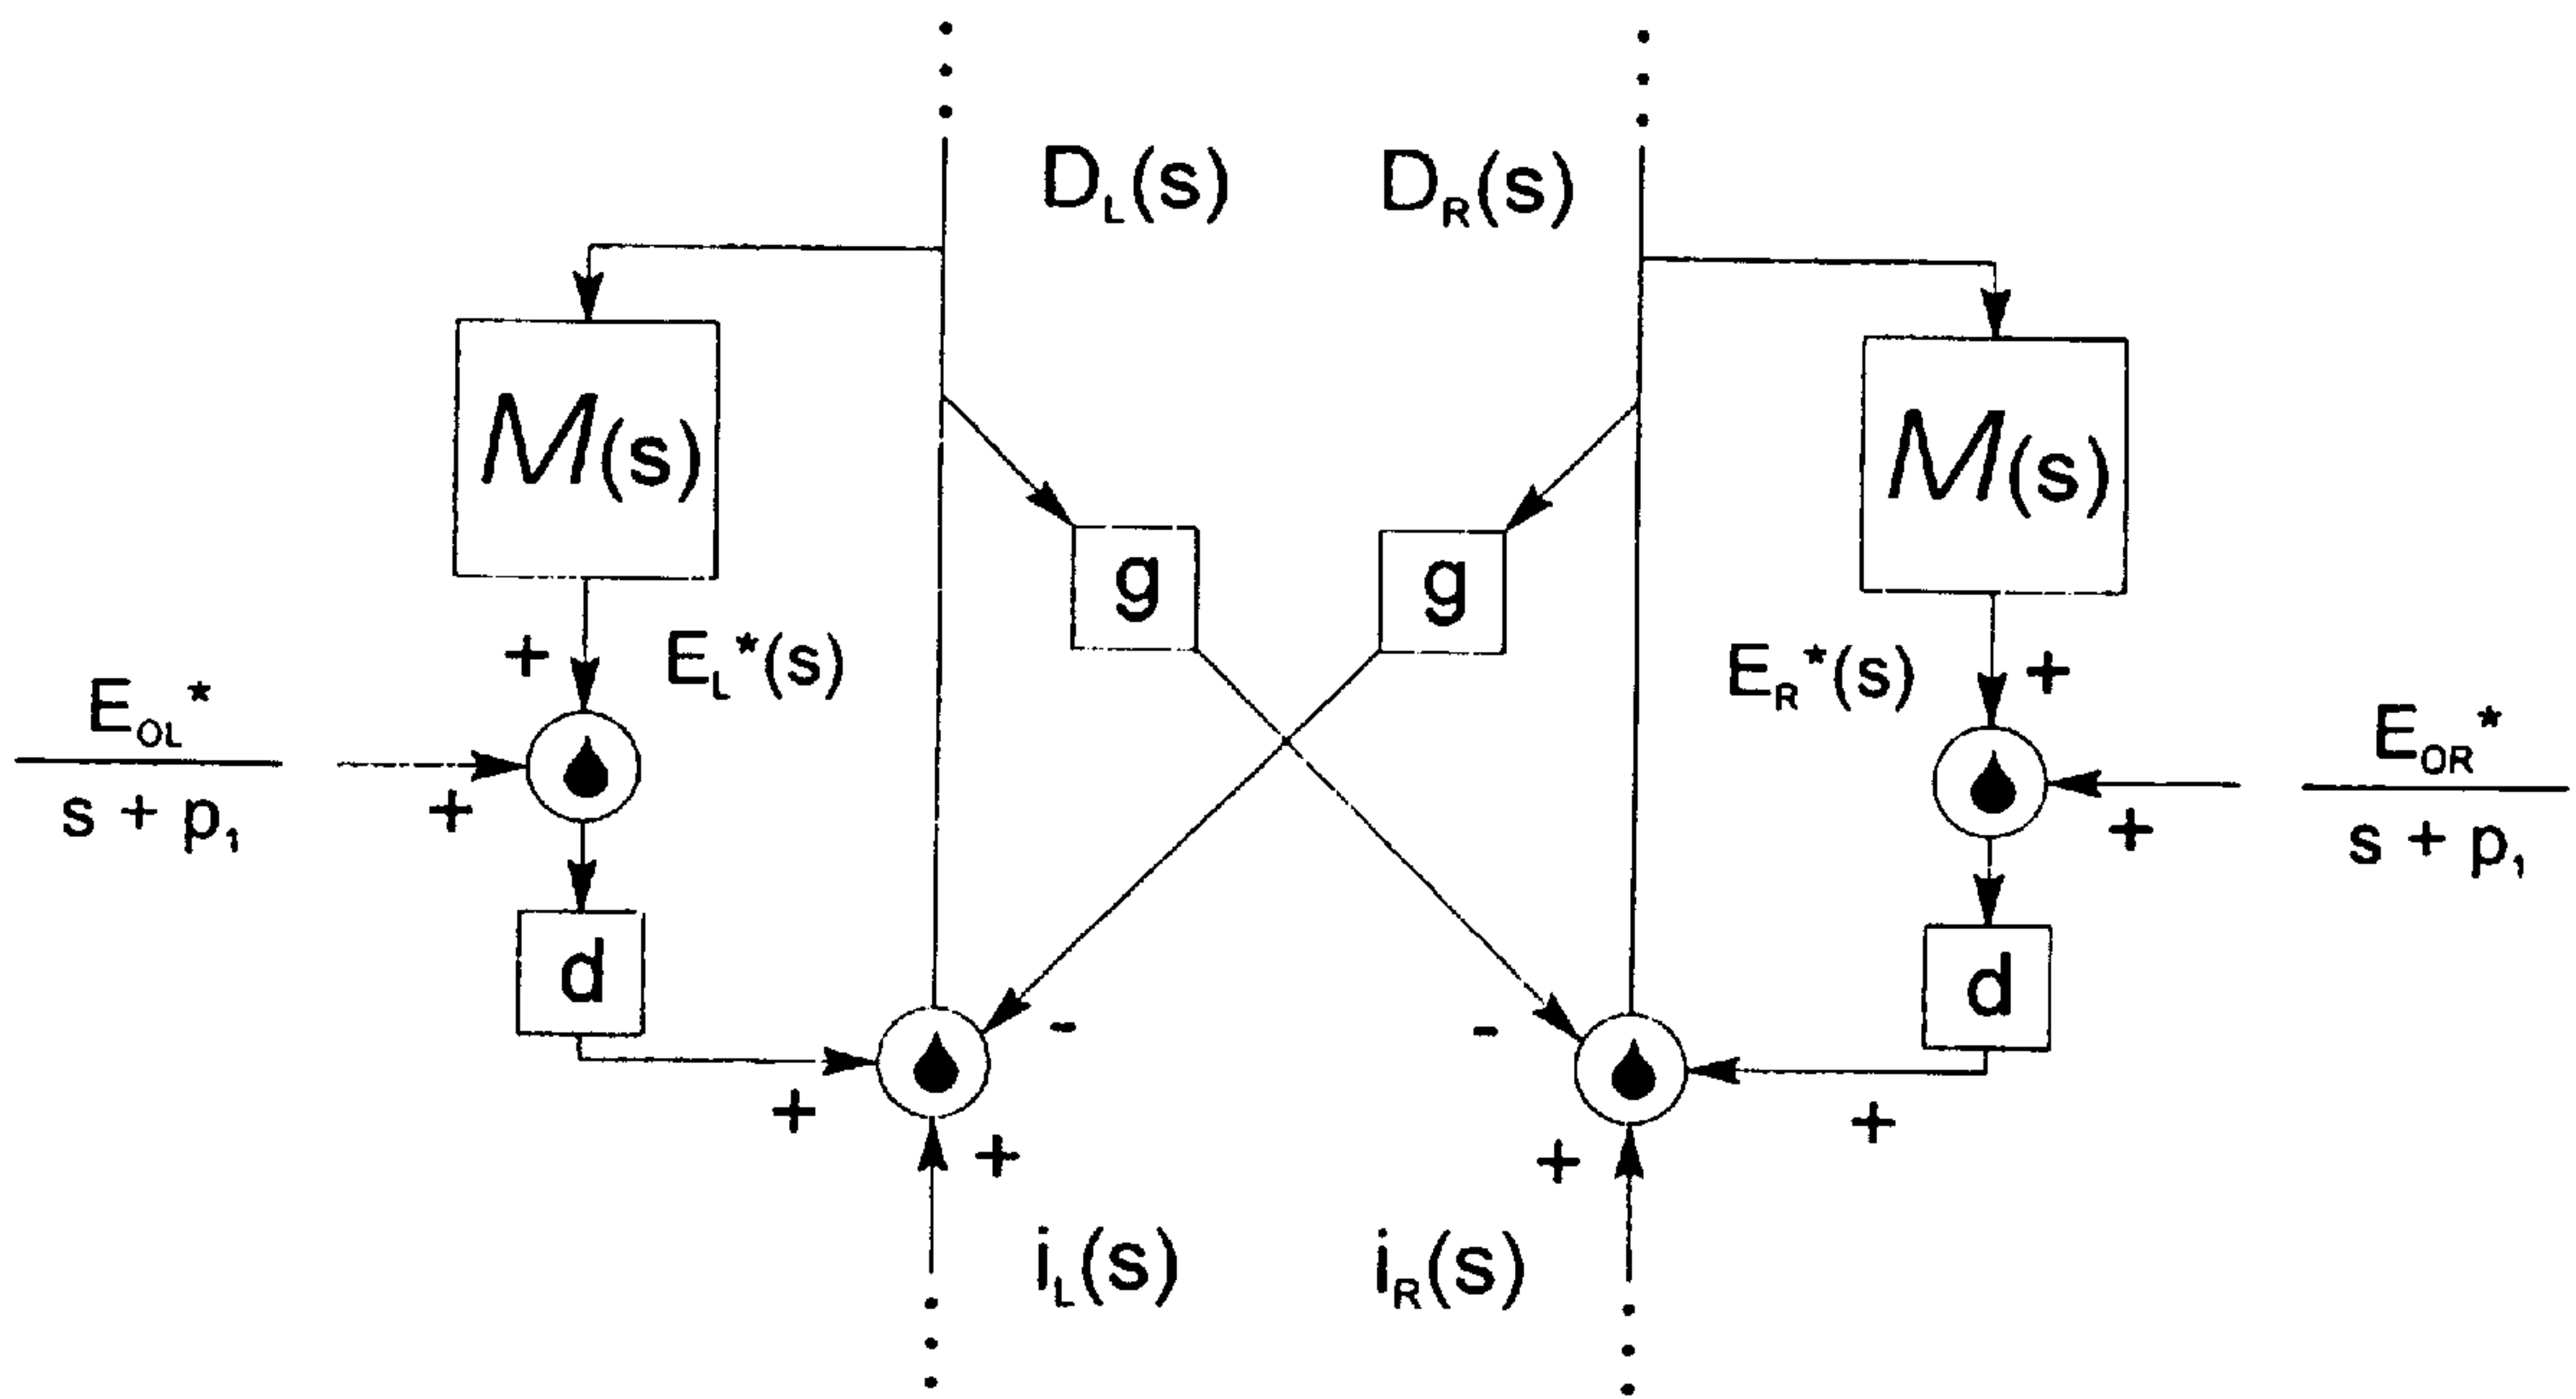 D_L(s) D_R(s)
M(s) M(s)
g g
+ E_L*(s) E_R*(s) +
E_OL* E_OR*
s + p_1 + + s + p_1
d d
- -
+ + + +
i_L(s) i_R(s)